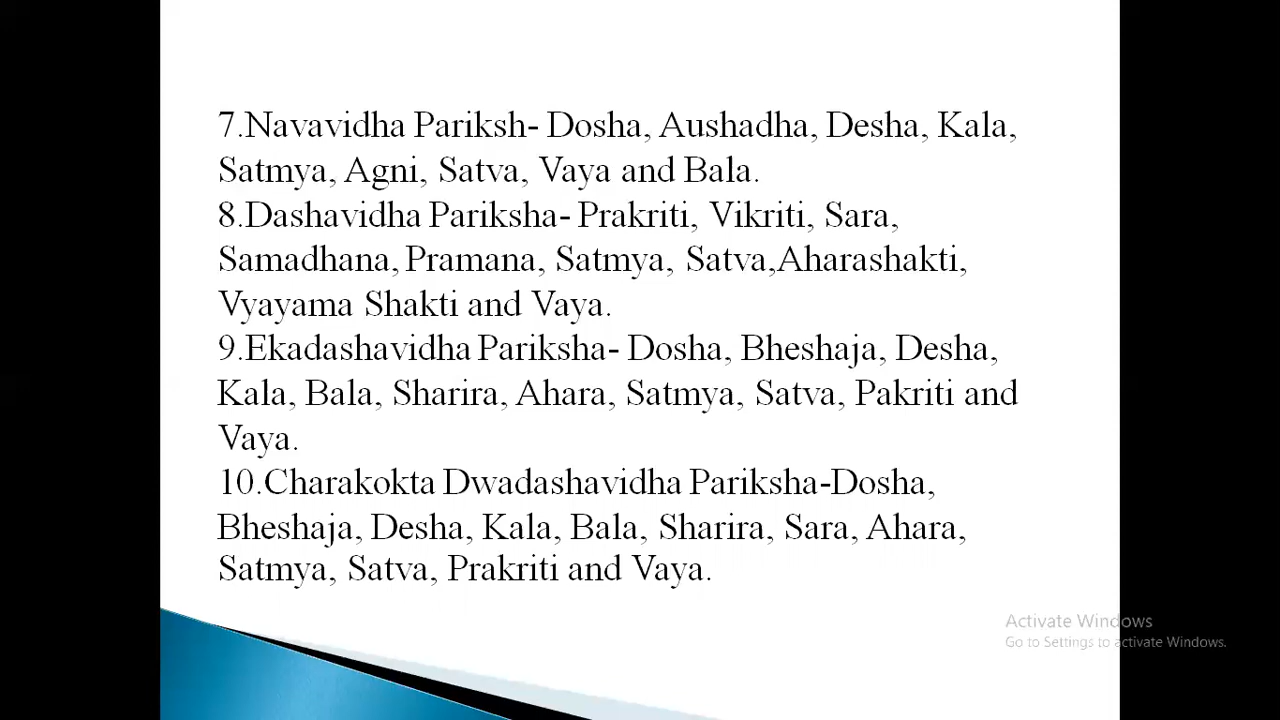 7.Navavidha Pariksh- Dosha, Aushadha, Desha, Kala,
Satmya, Agni, Satva, Vaya and Bala.
8.Dashavidha Pariksha- Prakriti, Vikriti, Sara,
Samadhana, Pramana, Satmya, Satva,Aharashakti,
Vyayama Shakti and Vaya.
9.Ekadashavidha Pariksha- Dosha, Bheshaja, Desha,
Kala, Bala, Sharira, Ahara, Satmya, Satva, Pakriti and
Vaya.
10.Charakokta Dwadashavidha Pariksha-Dosha,
Bheshaja, Desha, Kala, Bala, Sharira, Sara, Ahara,
Satmya, Satva, Prakriti and Vaya.
Activate Windows
Go to Settings to activate Windows.